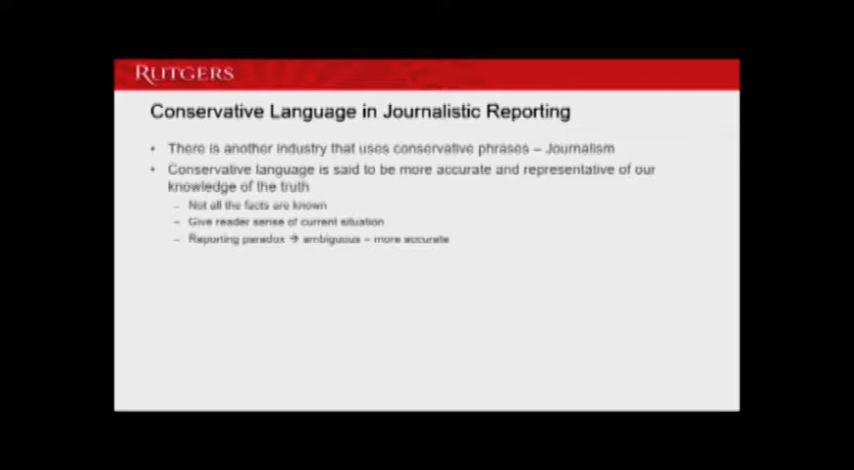 RUTGERS
Conservative Language in Journalistic Reporting
• There is another industry that uses conservative phrases – Journalism
• Conservative language is said to be more accurate and representative of our
knowledge of the truth
– Not all the facts are known
– Give reader sense of current situation
– Reporting paradox → ambiguous – more accurate